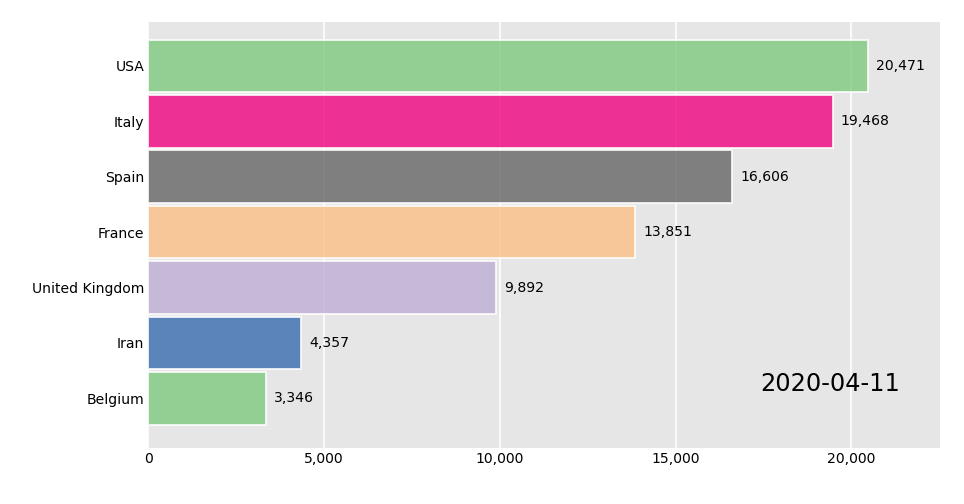 USA 20,471
Italy 19,468
Spain 16,606
France 13,851
United Kingdom 9,892
Iran 4,357
2020-04-11
Belgium 3,346
0 5,000 10,000 15,000 20,000